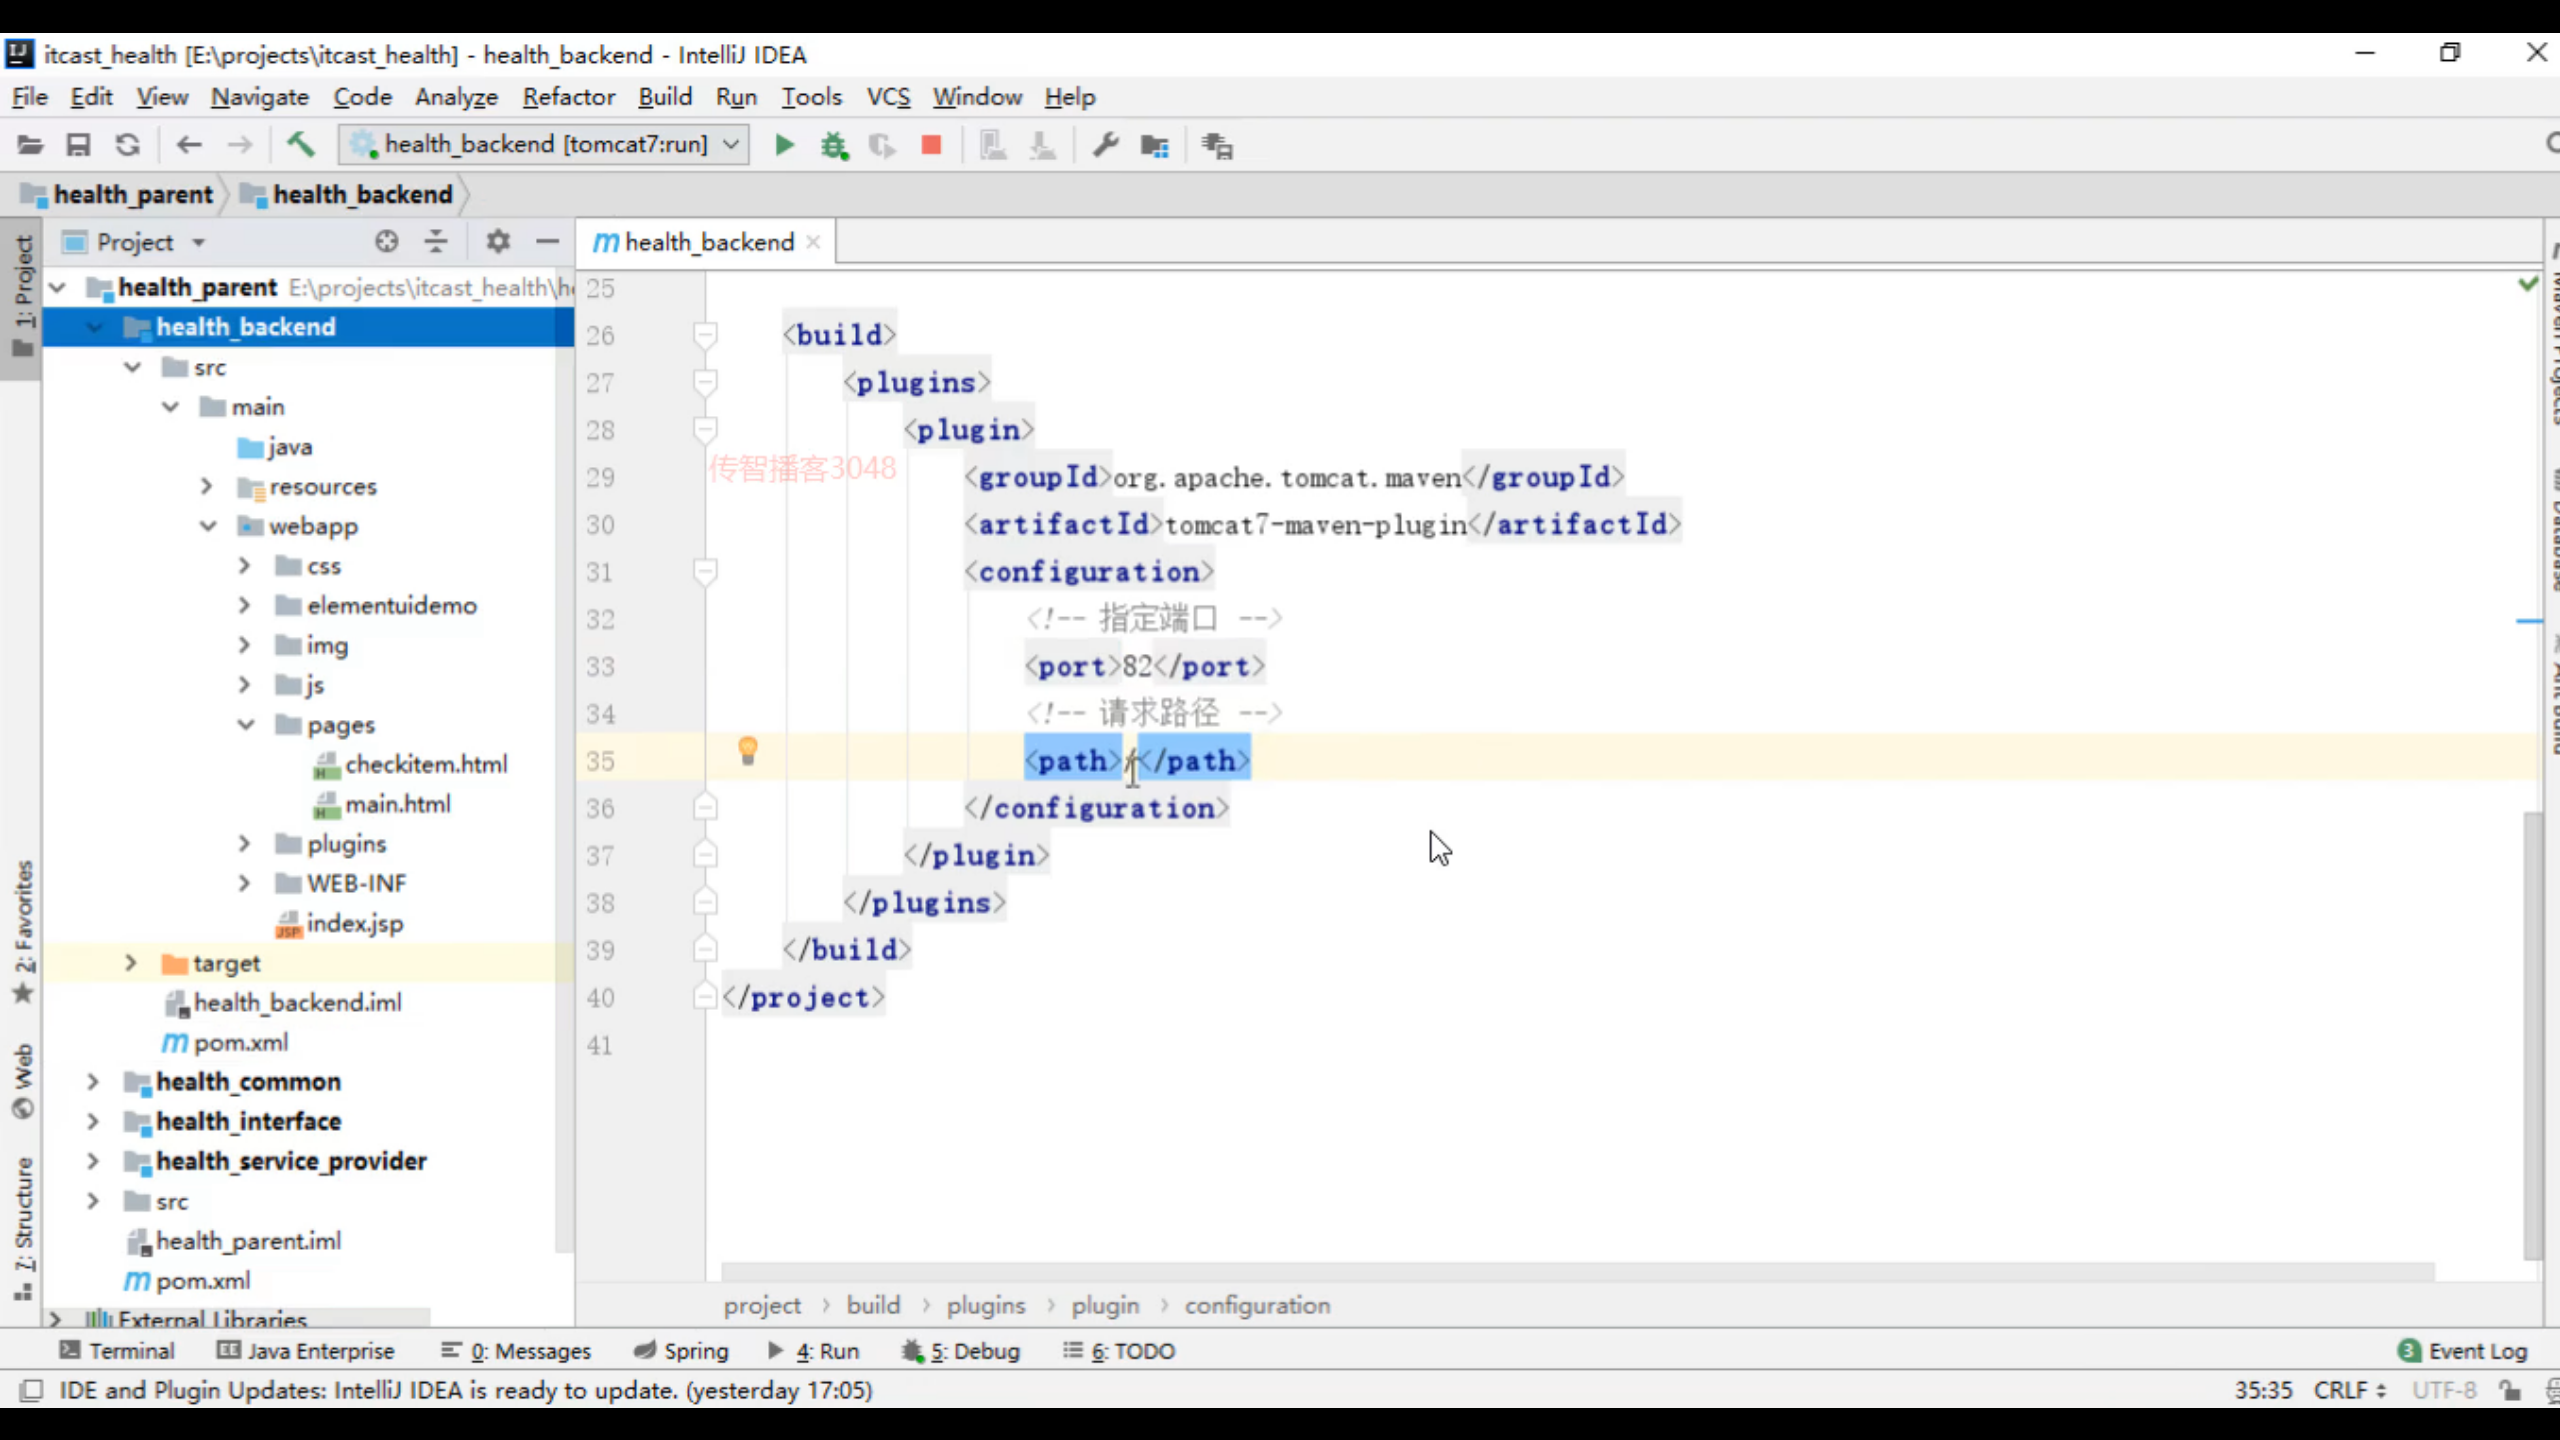 itcast_health [E:\projects\itcast_health] - health_backend - IntelliJ IDEA
File Edit View Navigate Code Analyze Refactor Build Run Tools VCS Window Help
health_backend [tomcat7:run]
health_parent health_backend
1: Project
2: Favorites
Web
7: Structure
Project
health_parent E:\projects\itcast_health\h
health_backend
src
main
java
resources
webapp
css
elementuidemo
img
js
pages
checkitem.html
main.html
plugins
WEB-INF
index.jsp
target
health_backend.iml
pom.xml
health_common
health_interface
health_service_provider
src
health_parent.iml
pom.xml
External Libraries
health_backend
25
26 <build>
27 <plugins>
28 <plugin>
传智播客3048
29 <groupId>org.apache.tomcat.maven</groupId>
30 <artifactId>tomcat7-maven-plugin</artifactId>
31 <configuration>
32 <!-- 指定端口 -->
33 <port>82</port>
34 <!-- 请求路径 -->
35 <path>/</path>
36 </configuration>
37 </plugin>
38 </plugins>
39 </build>
40 </project>
41
project › build › plugins › plugin › configuration
Database
Terminal Java Enterprise 0: Messages Spring 4: Run 5: Debug 6: TODO 3 Event Log
IDE and Plugin Updates: IntelliJ IDEA is ready to update. (yesterday 17:05) 35:35 CRLF UTF-8